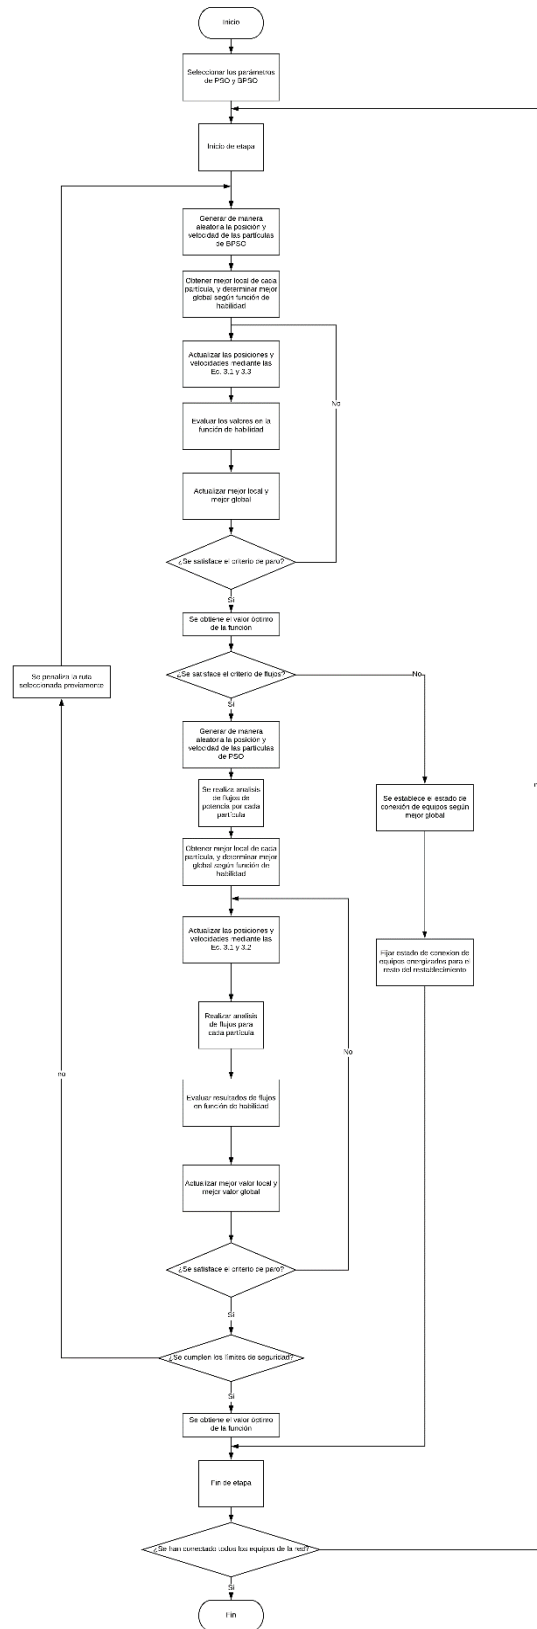 Inicio
Seleccionar los parámetros
de PSO y BPSO
Inicio de etapa
Generar de manera
aleatoria la posición y
velocidad de las partículas
de BPSO
Obtener mejor local de cada
partícula, y determinar mejor
global según función de
habilidad
Actualizar las posiciones y
velocidades mediante las
Ec. 3.1 y 3.3
No
Evaluar los valores en la
función de habilidad
Actualizar mejor local y
mejor global
¿Se satisface el criterio de paro?
Si
Se obtiene el valor óptimo
de la función
Se penaliza la ruta
seleccionada previamente
¿Se satisface el criterio de flujos?
No
Si
Generar de manera
aleatoria la posición y
velocidad de las partículas
de PSO
Se realiza analisis
de flujos de
potencia por cada
partícula
Se establece el estado de
conexión de equipos según
mejor global
Obtener mejor local de cada
partícula, y determinar mejor
global según función de
habilidad
Actualizar las posiciones y
velocidades mediante las
Ec. 3.1 y 3.2
Fijar estado de conexion de
equipos energizados para el
resto del restablecimiento
Realizar analisis
de flujos para
cada partícula
No
no
Evaluar resultados de flujos
en función de habilidad
Actualizar mejor valor local y
mejor valor global
¿Se satisface el criterio de paro?
Si
¿Se cumplen los límites de seguridad?
Si
Se obtiene el valor óptimo
de la función
Fin de etapa
¿Se han conectado todos los equipos de la red?
Si
Fin